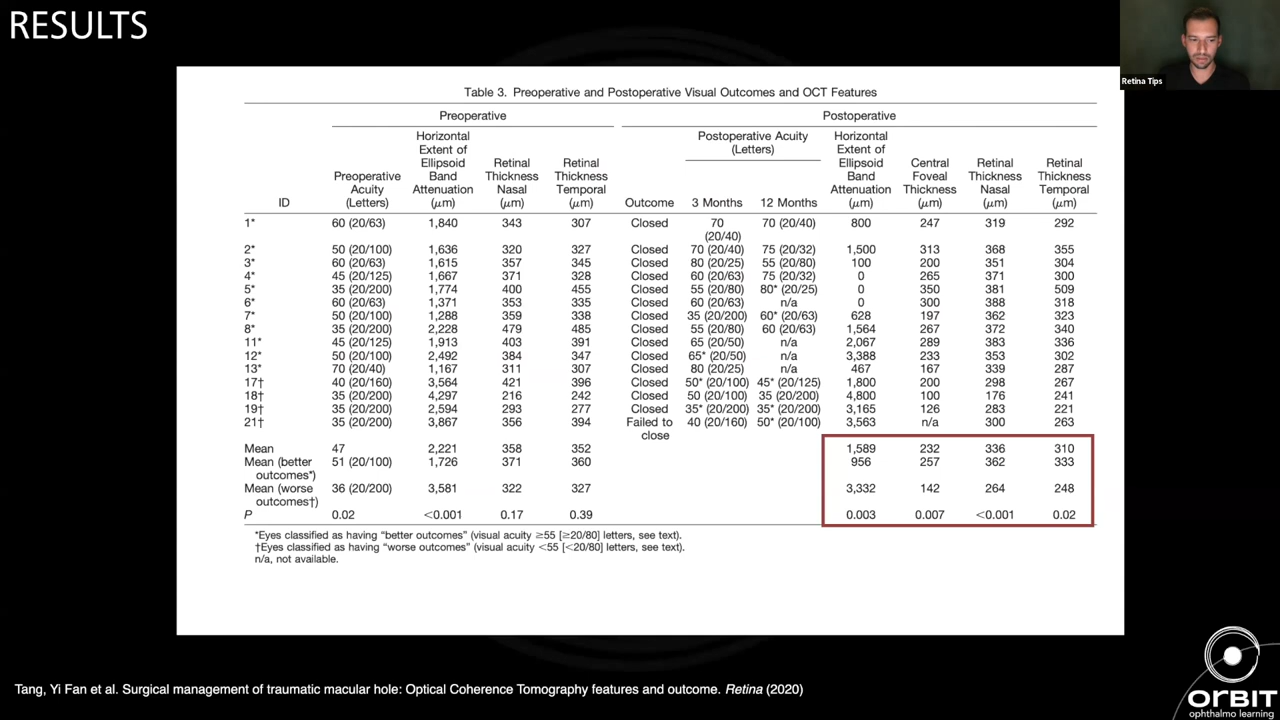 RESULTS
Retina Tips
Table 3. Preoperative and Postoperative Visual Outcomes and OCT Features
Preoperative Postoperative
ID Preoperative Acuity (Letters) Horizontal Extent of Ellipsoid Band Attenuation (μm) Retinal Thickness Nasal (μm) Retinal Thickness Temporal (μm) Outcome Postoperative Acuity (Letters) 3 Months 12 Months Horizontal Extent of Ellipsoid Band Attenuation (μm) Central Foveal Thickness (μm) Retinal Thickness Nasal (μm) Retinal Thickness Temporal (μm)
1* 60 (20/63) 1,840 343 307 Closed 70 (20/40) 70 (20/40) 800 247 319 292
2* 50 (20/100) 1,636 320 327 Closed 70 (20/40) 75 (20/32) 1,500 313 368 355
3* 60 (20/63) 1,615 357 345 Closed 80 (20/25) 55 (20/80) 100 200 351 304
4* 45 (20/125) 1,667 371 328 Closed 60 (20/63) 75 (20/32) 0 265 371 300
5* 35 (20/200) 1,774 400 455 Closed 55 (20/80) 80* (20/25) 0 350 381 509
6* 60 (20/63) 1,371 353 335 Closed 60 (20/63) n/a 0 300 388 318
7* 50 (20/100) 1,288 359 338 Closed 35 (20/200) 60* (20/63) 628 197 362 323
8* 35 (20/200) 2,228 479 485 Closed 55 (20/80) 60 (20/63) 1,564 267 372 340
11* 45 (20/125) 1,913 403 391 Closed 65 (20/50) n/a 2,067 289 383 336
12* 50 (20/100) 2,492 384 347 Closed 65* (20/50) n/a 3,388 233 353 302
13* 70 (20/40) 1,167 311 307 Closed 80 (20/25) n/a 467 167 339 287
17† 40 (20/160) 3,564 421 396 Closed 50* (20/100) 45* (20/125) 1,800 200 298 267
18† 35 (20/200) 4,297 216 242 Closed 50 (20/100) 35 (20/200) 4,800 100 176 241
19† 35 (20/200) 2,594 293 277 Closed 35* (20/200) 35* (20/200) 3,165 126 283 221
21† 35 (20/200) 3,867 356 394 Failed to close 40 (20/160) 50* (20/100) 3,563 n/a 300 263
Mean 47 2,221 358 352 1,589 232 336 310
Mean (better outcomes*) 51 (20/100) 1,726 371 360 956 257 362 333
Mean (worse outcomes†) 36 (20/200) 3,581 322 327 3,332 142 264 248
P 0.02 <0.001 0.17 0.39 0.003 0.007 <0.001 0.02
*Eyes classified as having “better outcomes” (visual acuity ≥55 [≥20/80] letters, see text).
†Eyes classified as having “worse outcomes” (visual acuity <55 [<20/80] letters, see text).
n/a, not available.
Tang, Yi Fan et al. Surgical management of traumatic macular hole: Optical Coherence Tomography features and outcome. Retina (2020)
ORBIT
ophthalmo learning